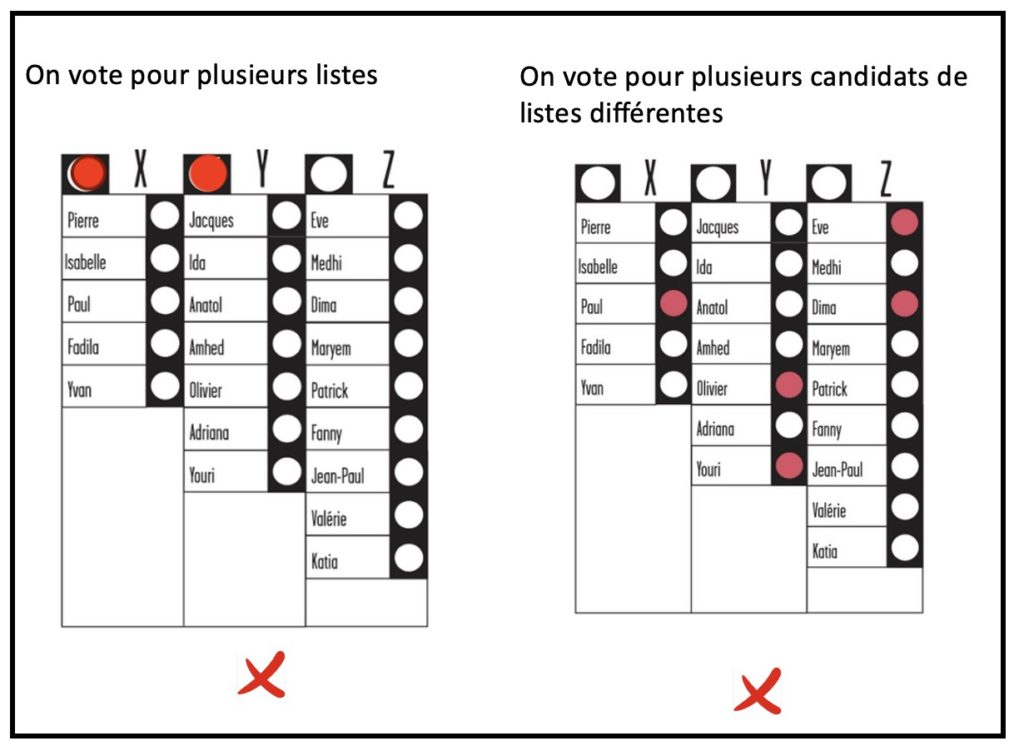 On vote pour plusieurs listes
X Y Z
Pierre Jacques Eve
Isabelle Ida Medhi
Paul Anatol Dima
Fadila Amhed Maryem
Yvan Olivier Patrick
Adriana Fanny
Youri Jean-Paul
Valérie
Katia
On vote pour plusieurs candidats de
listes différentes
X Y Z
Pierre Jacques Eve
Isabelle Ida Medhi
Paul Anatol Dima
Fadila Amhed Maryem
Yvan Olivier Patrick
Adriana Fanny
Youri Jean-Paul
Valérie
Katia